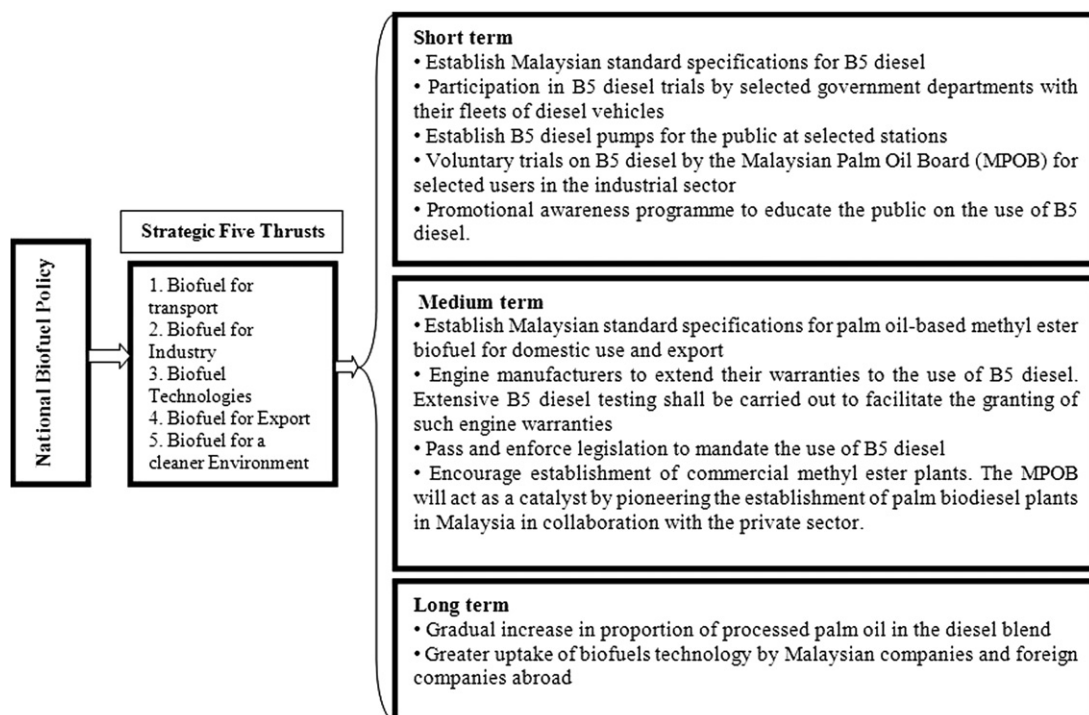 National Biofuel Policy
Strategic Five Thrusts
1. Biofuel for
transport
2. Biofuel for
Industry
3. Biofuel
Technologies
4. Biofuel for Export
5. Biofuel for a
cleaner Environment
Short term
• Establish Malaysian standard specifications for B5 diesel
• Participation in B5 diesel trials by selected government departments with
their fleets of diesel vehicles
• Establish B5 diesel pumps for the public at selected stations
• Voluntary trials on B5 diesel by the Malaysian Palm Oil Board (MPOB) for
selected users in the industrial sector
• Promotional awareness programme to educate the public on the use of B5
diesel.
Medium term
• Establish Malaysian standard specifications for palm oil-based methyl ester
biofuel for domestic use and export
• Engine manufacturers to extend their warranties to the use of B5 diesel.
Extensive B5 diesel testing shall be carried out to facilitate the granting of
such engine warranties
• Pass and enforce legislation to mandate the use of B5 diesel
• Encourage establishment of commercial methyl ester plants. The MPOB
will act as a catalyst by pioneering the establishment of palm biodiesel plants
in Malaysia in collaboration with the private sector.
Long term
• Gradual increase in proportion of processed palm oil in the diesel blend
• Greater uptake of biofuels technology by Malaysian companies and foreign
companies abroad